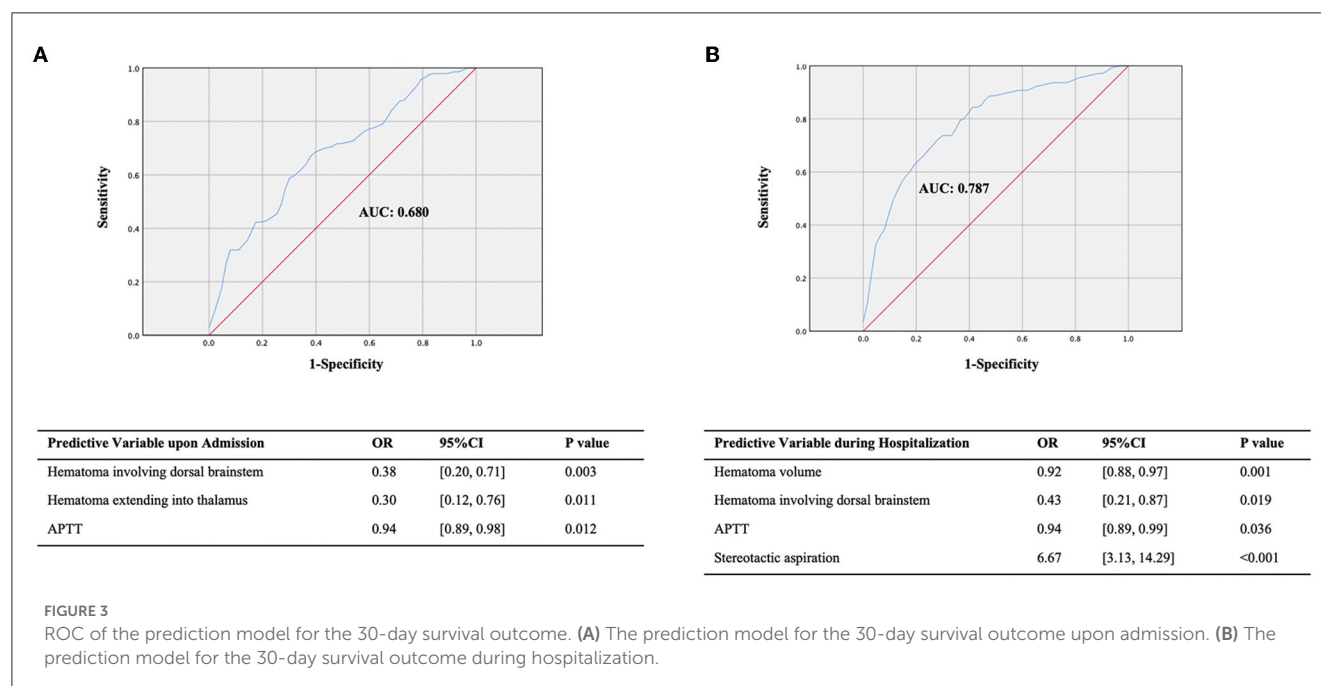 A
1.0
0.8
0.6
0.4
0.2
0.0
Sensitivity
AUC: 0.680
0.0 0.2 0.4 0.6 0.8 1.0
1-Specificity
Predictive Variable upon Admission OR 95%CI P value
Hematoma involving dorsal brainstem 0.38 [0.20, 0.71] 0.003
Hematoma extending into thalamus 0.30 [0.12, 0.76] 0.011
APTT 0.94 [0.89, 0.98] 0.012
B
1.0
0.8
0.6
0.4
0.2
0.0
Sensitivity
AUC: 0.787
0.0 0.2 0.4 0.6 0.8 1.0
1-Specificity
Predictive Variable during Hospitalization OR 95%CI P value
Hematoma volume 0.92 [0.88, 0.97] 0.001
Hematoma involving dorsal brainstem 0.43 [0.21, 0.87] 0.019
APTT 0.94 [0.89, 0.99] 0.036
Stereotactic aspiration 6.67 [3.13, 14.29] <0.001
FIGURE 3
ROC of the prediction model for the 30-day survival outcome. (A) The prediction model for the 30-day survival outcome upon admission. (B) The
prediction model for the 30-day survival outcome during hospitalization.